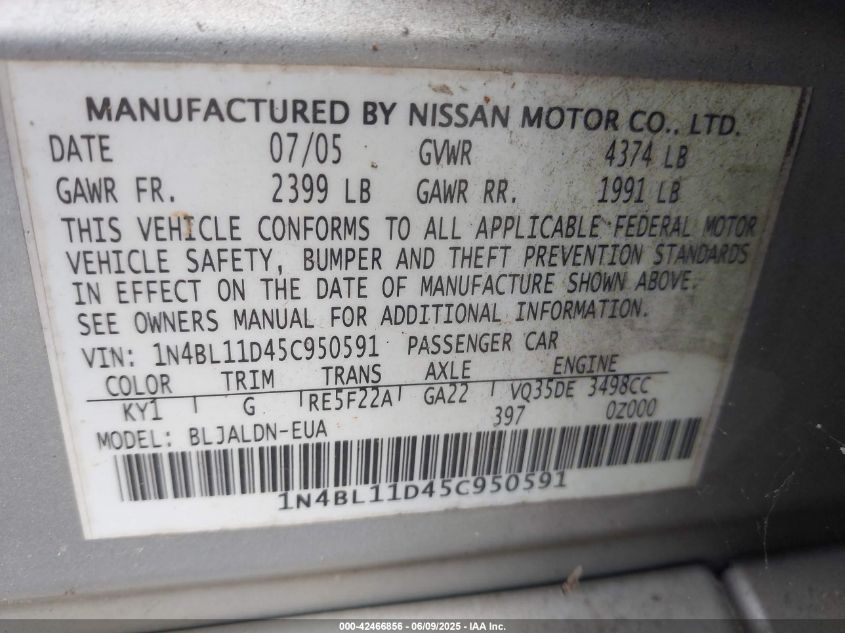 MANUFACTURED BY NISSAN MOTOR CO., LTD.
DATE 07/05 GVWR 4374 LB
GAWR FR. 2399 LB GAWR RR. 1991 LB
THIS VEHICLE CONFORMS TO ALL APPLICABLE FEDERAL MOTOR
VEHICLE SAFETY, BUMPER AND THEFT PREVENTION STANDARDS
IN EFFECT ON THE DATE OF MANUFACTURE SHOWN ABOVE.
SEE OWNERS MANUAL FOR ADDITIONAL INFORMATION.
VIN: 1N4BL11D45C950591 PASSENGER CAR
COLOR TRIM TRANS AXLE ENGINE
KY1 G RE5F22A GA22 VQ35DE 3498CC
397 0Z000
MODEL: BLJALDN-EUA
1N4BL11D45C950591
000-42466856 - 06/09/2025 - IAA Inc.